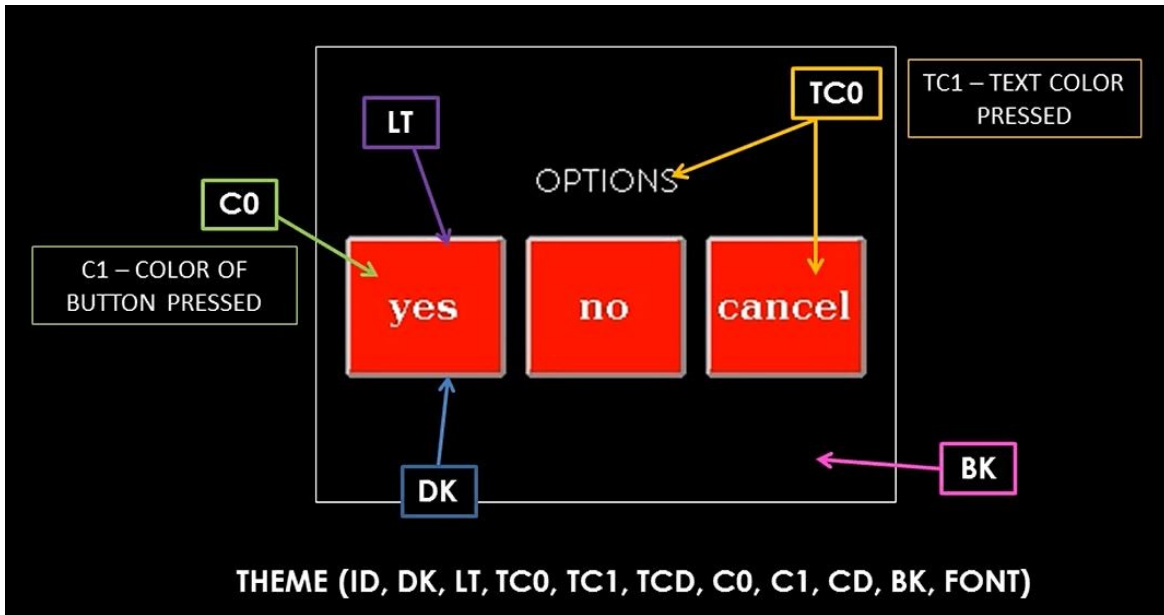 TC0
TC1 – TEXT COLOR
PRESSED
LT
OPTIONS
C0
C1 – COLOR OF
BUTTON PRESSED
yes
no
cancel
DK
BK
THEME (ID, DK, LT, TC0, TC1, TCD, C0, C1, CD, BK, FONT)